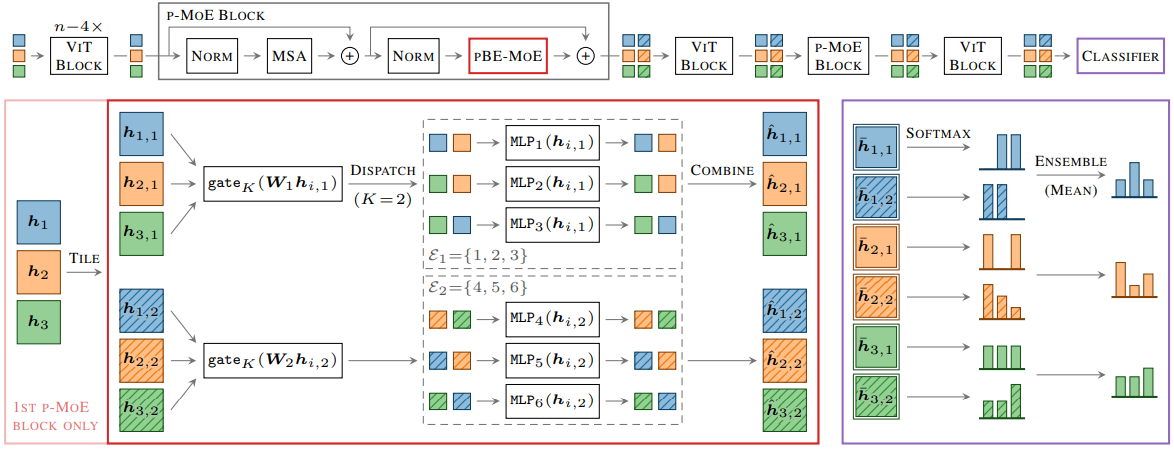 n−4×
VIT
BLOCK
P-MOE BLOCK
NORM
MSA
+
NORM
PBE-MOE
+
VIT
BLOCK
P-MOE
BLOCK
VIT
BLOCK
CLASSIFIER
h1
h2
h3
TILE
1ST P-MOE
BLOCK ONLY
h1,1
h2,1
h3,1
gateK(W1hi,1)
DISPATCH
(K=2)
MLP1(hi,1)
MLP2(hi,1)
MLP3(hi,1)
ℰ1={1, 2, 3}
COMBINE
ĥ1,1
ĥ2,1
ĥ3,1
h1,2
h2,2
h3,2
gateK(W2hi,2)
ℰ2={4, 5, 6}
MLP4(hi,2)
MLP5(hi,2)
MLP6(hi,2)
ĥ1,2
ĥ2,2
ĥ3,2
h̄1,1
h̄1,2
h̄2,1
h̄2,2
h̄3,1
h̄3,2
SOFTMAX
ENSEMBLE
(MEAN)